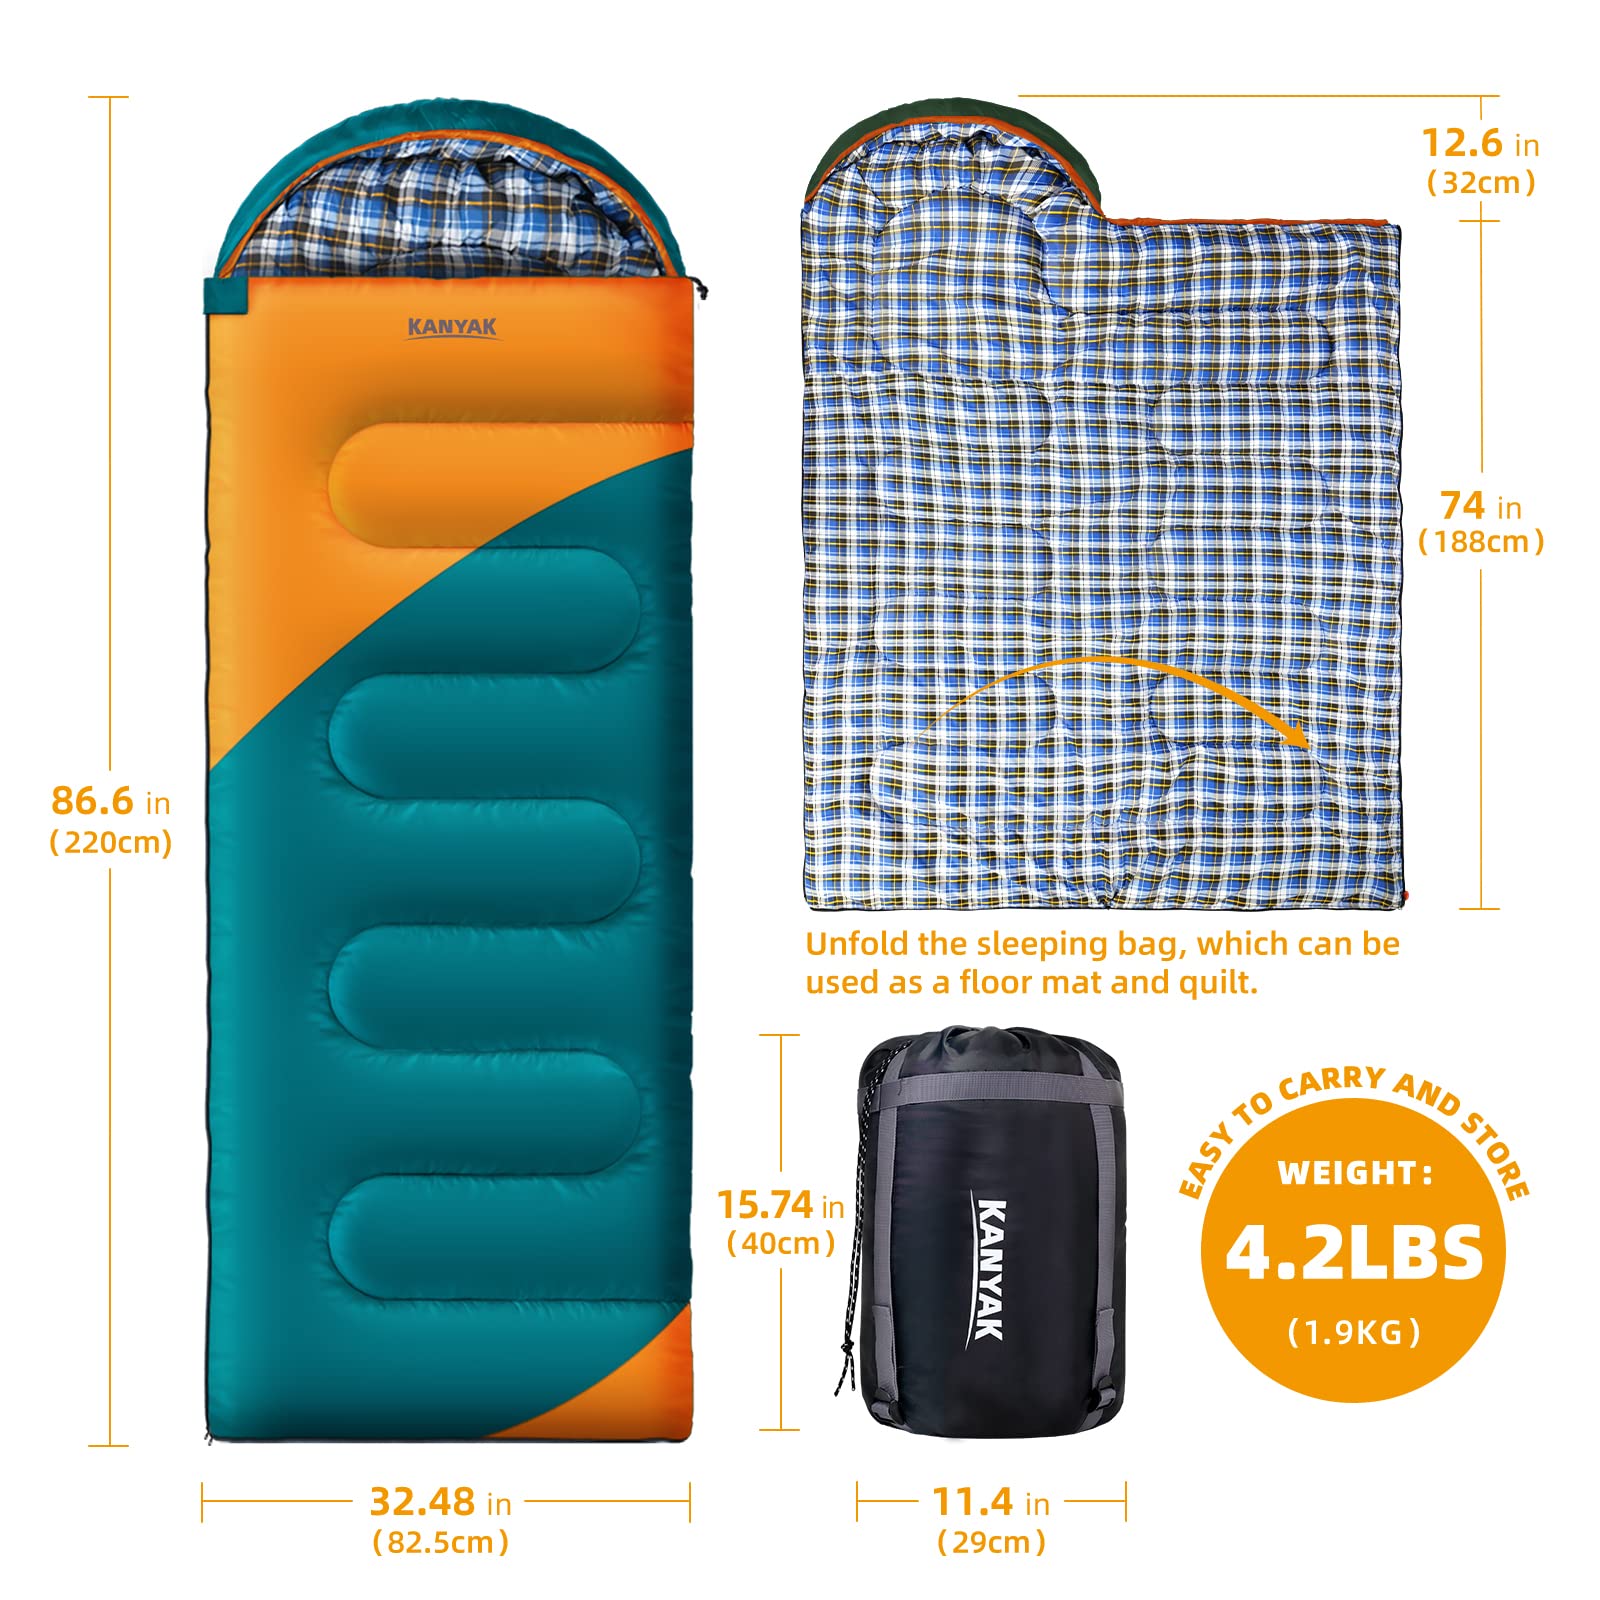 KANYAK
86.6 in
(220cm)
32.48 in
(82.5cm)
12.6 in
(32cm)
74 in
(188cm)
Unfold the sleeping bag, which can be
used as a floor mat and quilt.
15.74 in
(40cm)
KANYAK
11.4 in
(29cm)
EASY TO CARRY AND STORE
WEIGHT:
4.2LBS
(1.9KG)